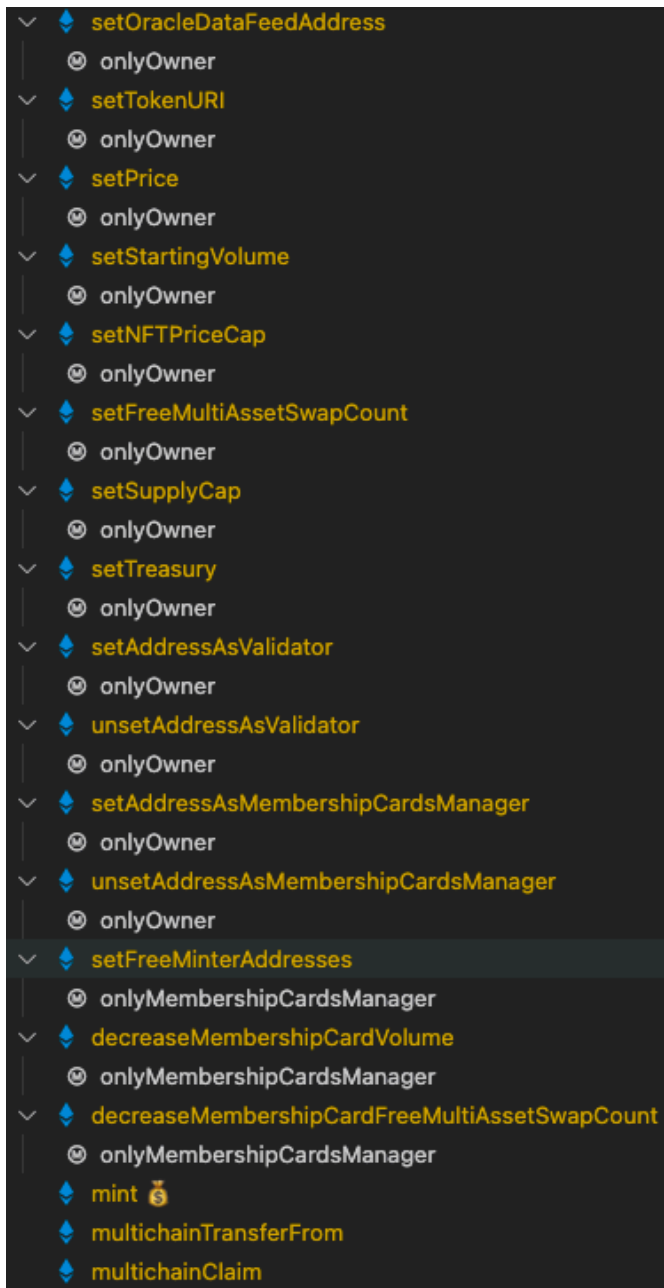 setOracleDataFeedAddress
onlyOwner
setTokenURI
onlyOwner
setPrice
onlyOwner
setStartingVolume
onlyOwner
setNFTPriceCap
onlyOwner
setFreeMultiAssetSwapCount
onlyOwner
setSupplyCap
onlyOwner
setTreasury
onlyOwner
setAddressAsValidator
onlyOwner
unsetAddressAsValidator
onlyOwner
setAddressAsMembershipCardsManager
onlyOwner
unsetAddressAsMembershipCardsManager
onlyOwner
setFreeMinterAddresses
onlyMembershipCardsManager
decreaseMembershipCardVolume
onlyMembershipCardsManager
decreaseMembershipCardFreeMultiAssetSwapCount
onlyMembershipCardsManager
mint 💰
multichainTransferFrom
multichainClaim